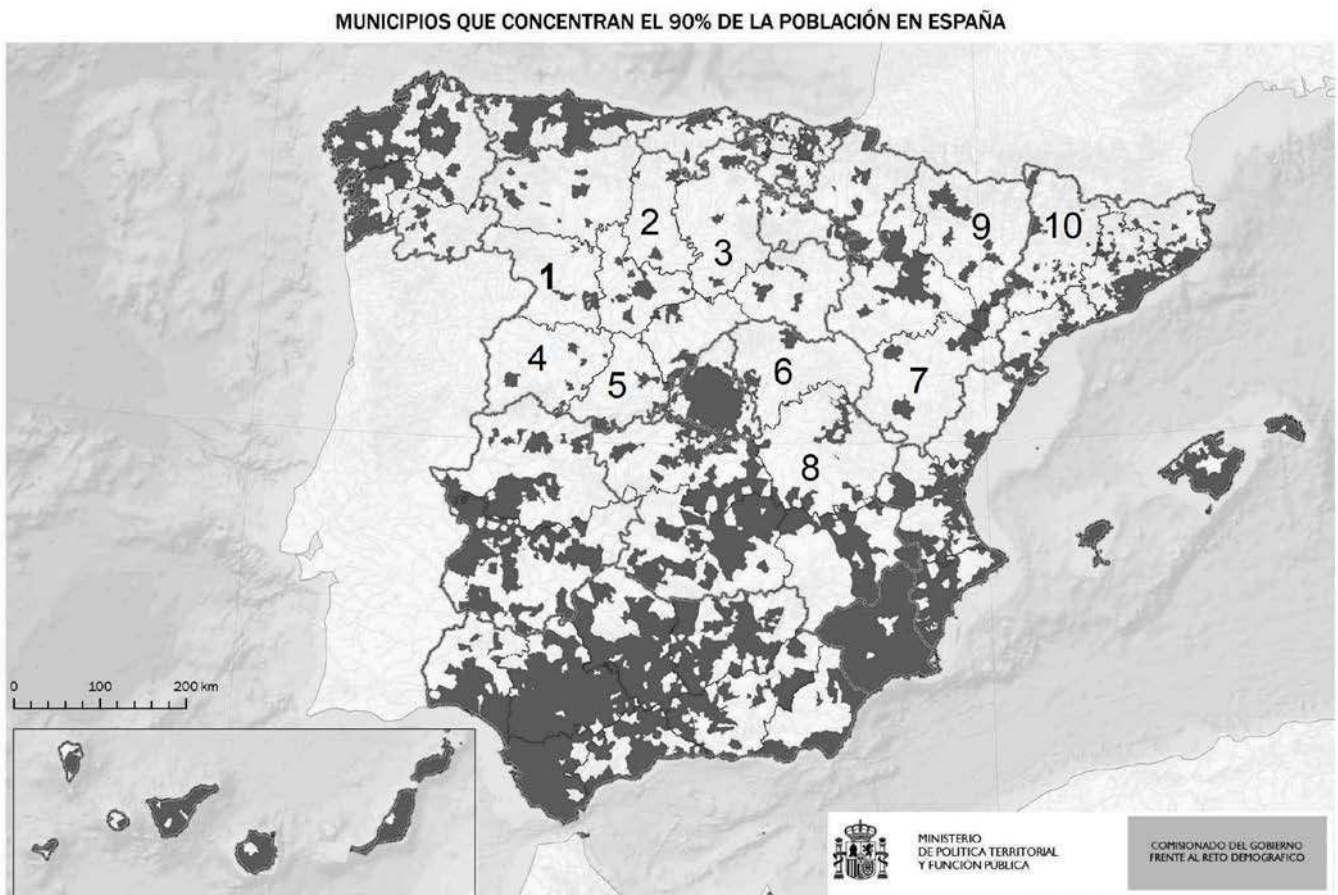 MUNICIPIOS QUE CONCENTRAN EL 90% DE LA POBLACIÓN EN ESPAÑA
1
2
3
4
5
6
7
8
9
10
0 100 200 km
MINISTERIO
DE POLÍTICA TERRITORIAL
Y FUNCIÓN PÚBLICA
COMISIONADO DEL GOBIERNO
FRENTE AL RETO DEMOGRÁFICO